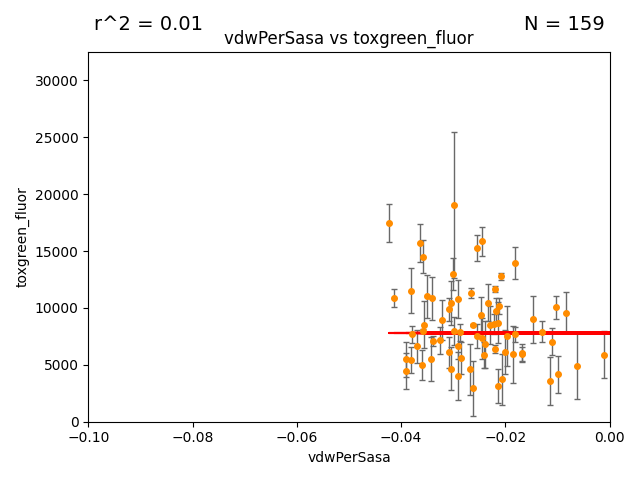 r^2 = 0.01
N = 159
vdwPerSasa vs toxgreen_fluor
30000
25000
20000
15000
10000
5000
0
toxgreen_fluor
−0.10
−0.08
−0.06
−0.04
−0.02
0.00
vdwPerSasa